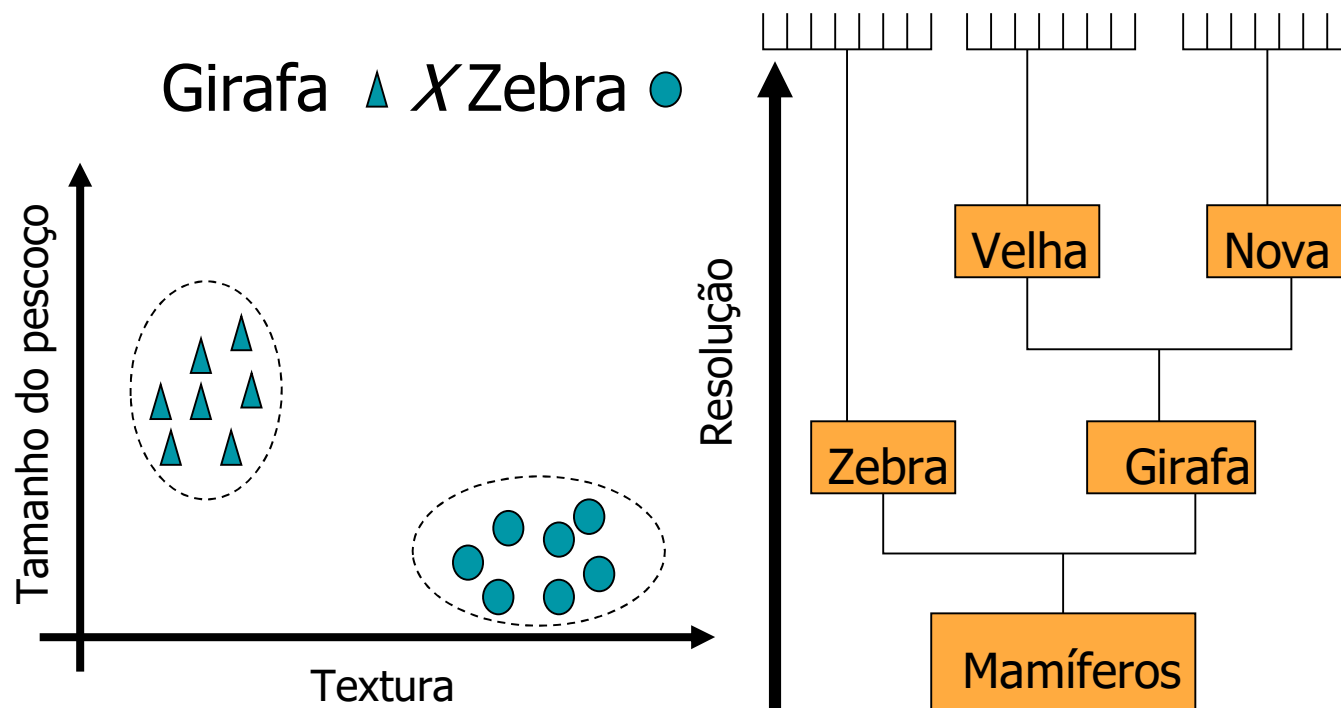 Girafa X Zebra
Tamanho do pescoço
Textura
Resolução
Velha
Nova
Zebra
Girafa
Mamíferos